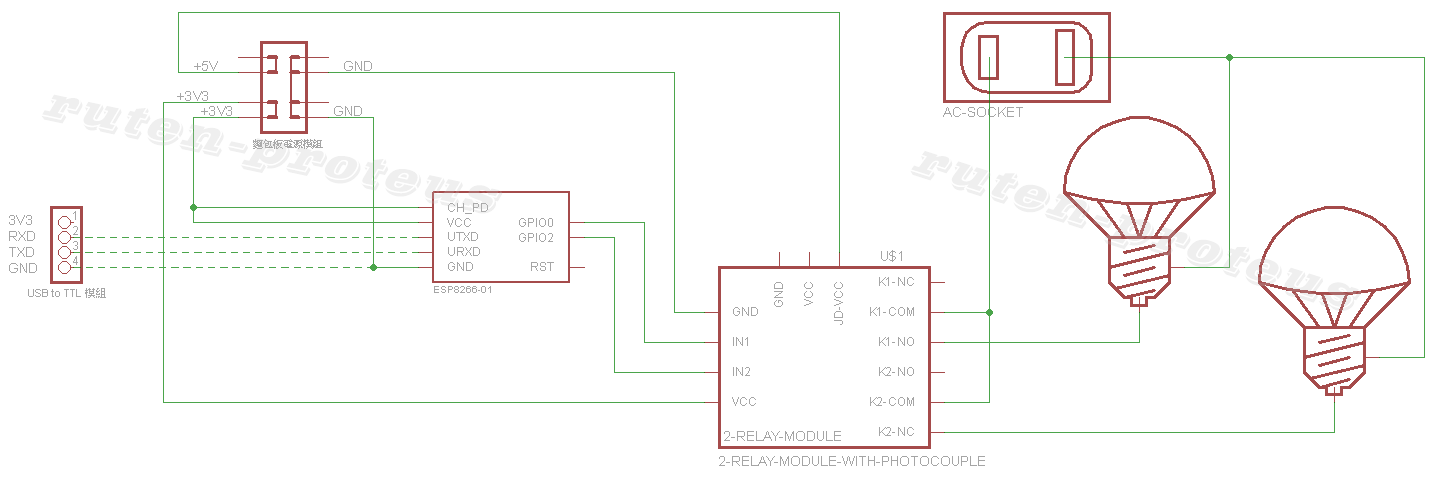 +5V
GND
+3V3
+3V3
GND
麵包板電源模組
ruten-proteus
AC-SOCKET
ruten-proteus
3V3
RXD
TXD
GND
1
2
3
4
USB to TTL 模組
CH_PD
VCC
UTXD
URXD
GND
GPIO0
GPIO2
RST
ESP8266-01
U$1
GND
VCC
JD-VCC
GND
IN1
IN2
VCC
K1-NC
K1-COM
K1-NO
K2-NO
K2-COM
K2-NC
2-RELAY-MODULE
2-RELAY-MODULE-WITH-PHOTOCOUPLE